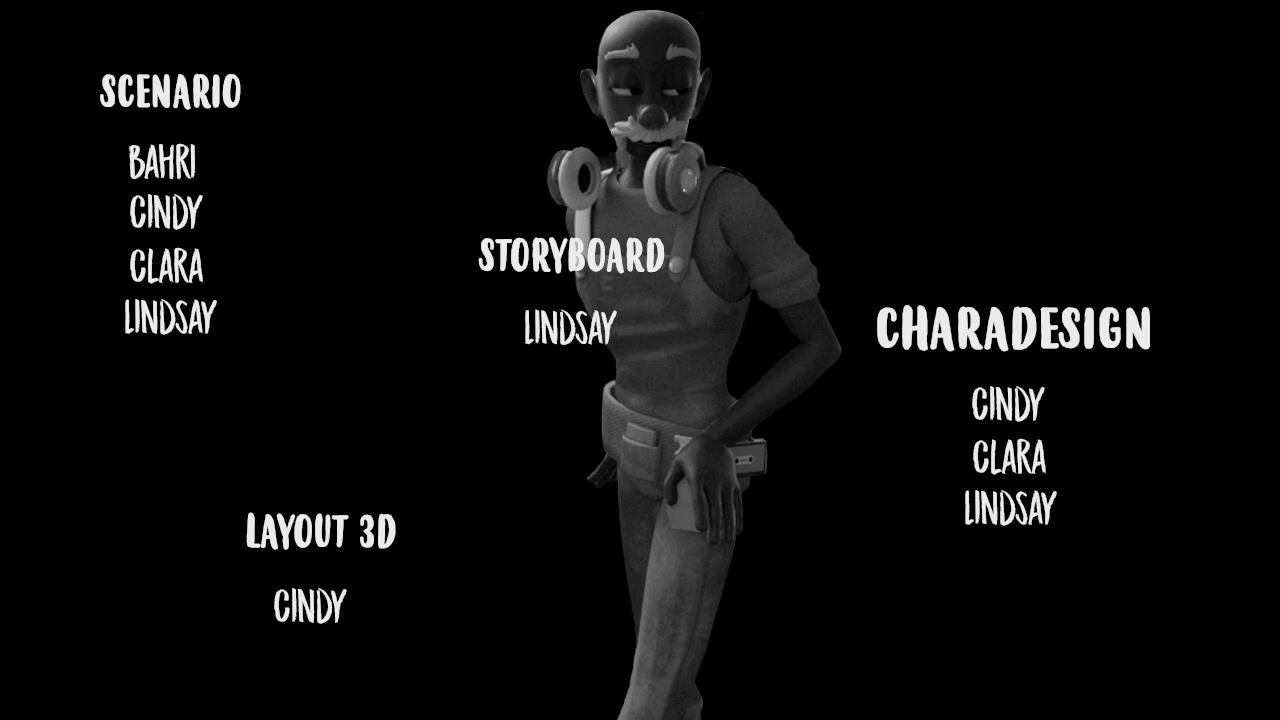 SCENARIO
BAHRI
CINDY
CLARA
LINDSAY
STORYBOARD
LINDSAY
CHARADESIGN
CINDY
CLARA
LINDSAY
LAYOUT 3D
CINDY